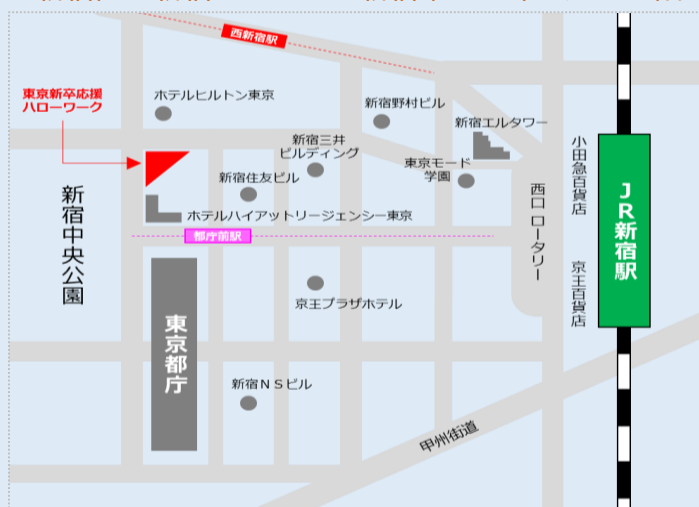 西新宿駅
東京新卒応援
ハローワーク
ホテルヒルトン東京
新宿野村ビル
新宿エルタワー
新宿三井
ビルディング
東京モード
学園
新宿住友ビル
小田急百貨店
JR新宿駅
新宿中央公園
ホテルハイアットリージェンシー東京
西口 ロータリー
都庁前駅
京王百貨店
京王プラザホテル
東京都庁
新宿NSビル
甲州街道